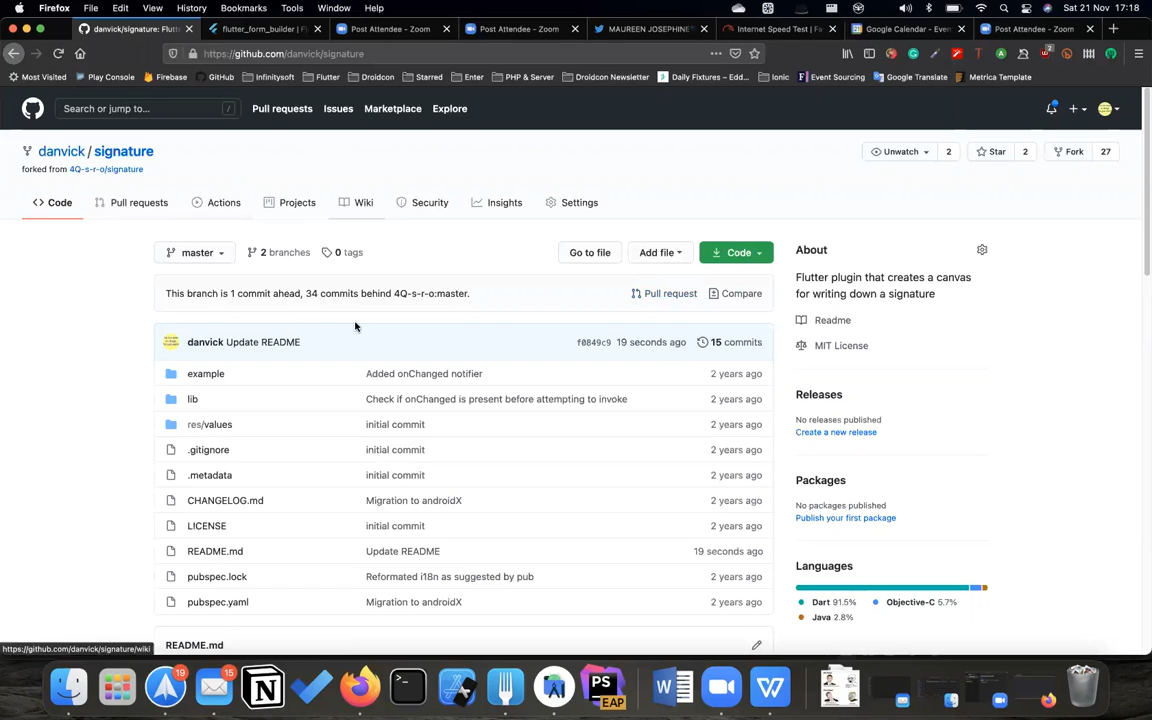 Firefox File Edit View History Bookmarks Tools Window Help Sat 21 Nov 17:18
danvick/signature: Flutt flutter_form_builder | Fl Post Attendee - Zoom Post Attendee - Zoom MAUREEN JOSEPHINE Internet Speed Test | Fa Google Calendar - Even Post Attendee - Zoom
https://github.com/danvick/signature
Most Visited Play Console Firebase GitHub Infinitysoft Flutter Droidcon Starred Enter PHP & Server Droidcon Newsletter Daily Fixtures – Edd... Ionic Event Sourcing Google Translate Metrica Template
Search or jump to... / Pull requests Issues Marketplace Explore
danvick / signature Unwatch 2 Star 2 Fork 27
forked from 4Q-s-r-o/signature
Code Pull requests Actions Projects Wiki Security Insights Settings
master 2 branches 0 tags Go to file Add file Code
This branch is 1 commit ahead, 34 commits behind 4Q-s-r-o:master. Pull request Compare
danvick Update README f0849c9 19 seconds ago 15 commits
example Added onChanged notifier 2 years ago
lib Check if onChanged is present before attempting to invoke 2 years ago
res/values initial commit 2 years ago
.gitignore initial commit 2 years ago
.metadata initial commit 2 years ago
CHANGELOG.md Migration to androidX 2 years ago
LICENSE initial commit 2 years ago
README.md Update README 19 seconds ago
pubspec.lock Reformated i18n as suggested by pub 2 years ago
pubspec.yaml Migration to androidX 2 years ago
README.md
About
Flutter plugin that creates a canvas
for writing down a signature
Readme
MIT License
Releases
No releases published
Create a new release
Packages
No packages published
Publish your first package
Languages
Dart 91.5% Objective-C 5.7%
Java 2.8%
https://github.com/danvick/signature/wiki
19 15 PS EAP